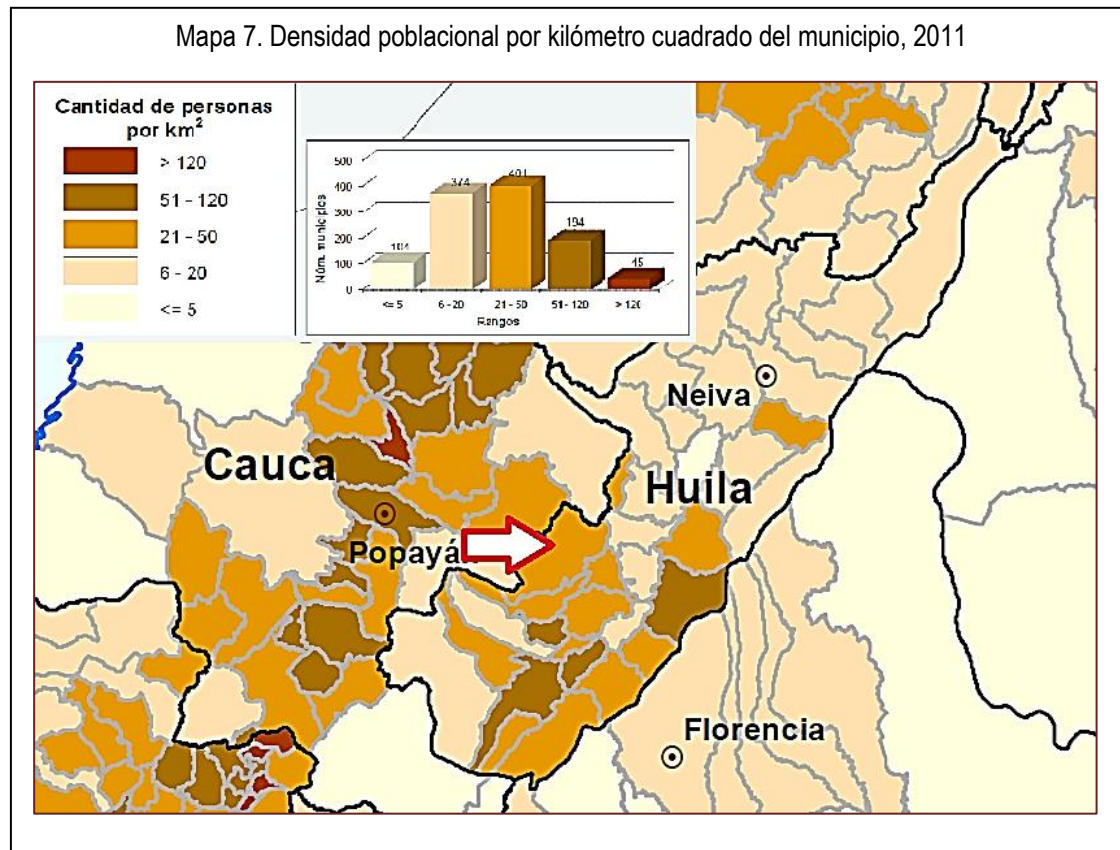 Mapa 7. Densidad poblacional por kilómetro cuadrado del municipio, 2011
Cantidad de personas
por km²
> 120
51 - 120
21 - 50
6 - 20
<= 5
Núm. municipios
500
400
300
200
100
0
104
374
401
194
45
<= 5
6 - 20
21 - 50
51 - 120
> 120
Rangos
Neiva
Cauca
Huila
Popayá
Florencia